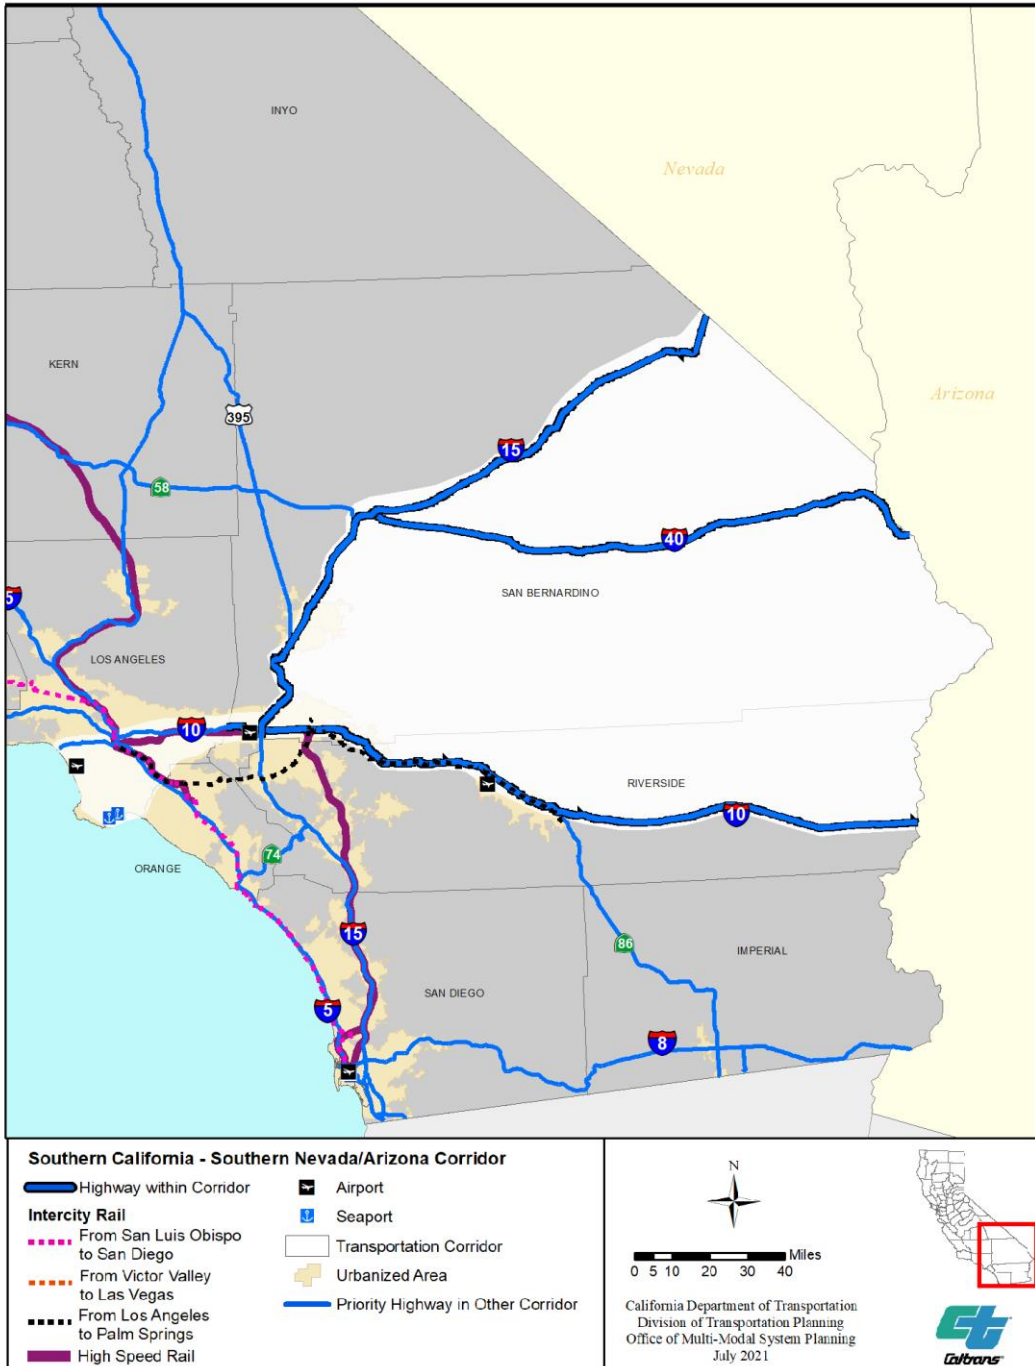 INYO
Nevada
KERN
Arizona
395
15
58
40
5
SAN BERNARDINO
LOS ANGELES
10
RIVERSIDE
10
74
ORANGE
15
86
IMPERIAL
SAN DIEGO
5
8
Southern California - Southern Nevada/Arizona Corridor
Highway within Corridor
Intercity Rail
From San Luis Obispo
to San Diego
From Victor Valley
to Las Vegas
From Los Angeles
to Palm Springs
High Speed Rail
Airport
Seaport
Transportation Corridor
Urbanized Area
Priority Highway in Other Corridor
N
Miles
0 5 10 20 30 40
California Department of Transportation
Division of Transportation Planning
Office of Multi-Modal System Planning
July 2021
ct
Caltrans